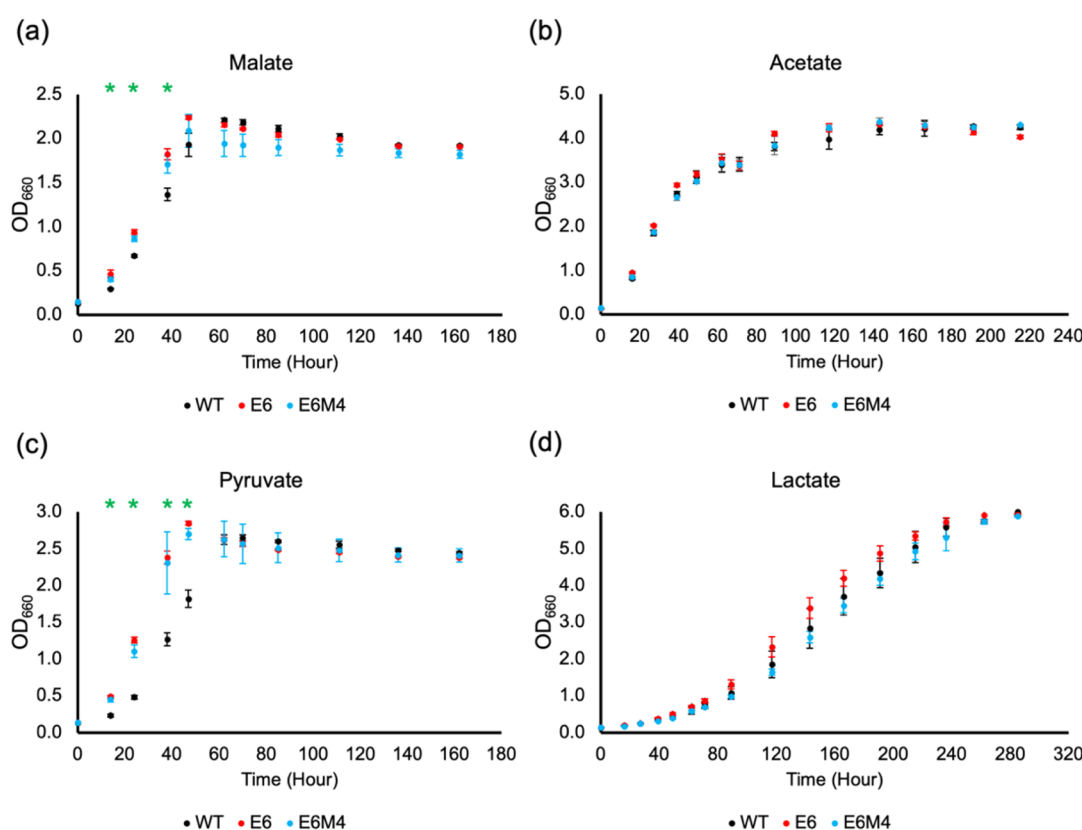 (a)
Malate
* * *
OD660
2.5
2.0
1.5
1.0
0.5
0.0
0 20 40 60 80 100 120 140 160 180
Time (Hour)
WT E6 E6M4
(b)
Acetate
OD660
5.0
4.0
3.0
2.0
1.0
0.0
0 20 40 60 80 100 120 140 160 180 200 220 240
Time (Hour)
WT E6 E6M4
(c)
Pyruvate
* * * *
OD660
3.0
2.5
2.0
1.5
1.0
0.5
0.0
0 20 40 60 80 100 120 140 160 180
Time (Hour)
WT E6 E6M4
(d)
Lactate
OD660
6.0
5.0
4.0
3.0
2.0
1.0
0.0
0 40 80 120 160 200 240 280 320
Time (Hour)
WT E6 E6M4